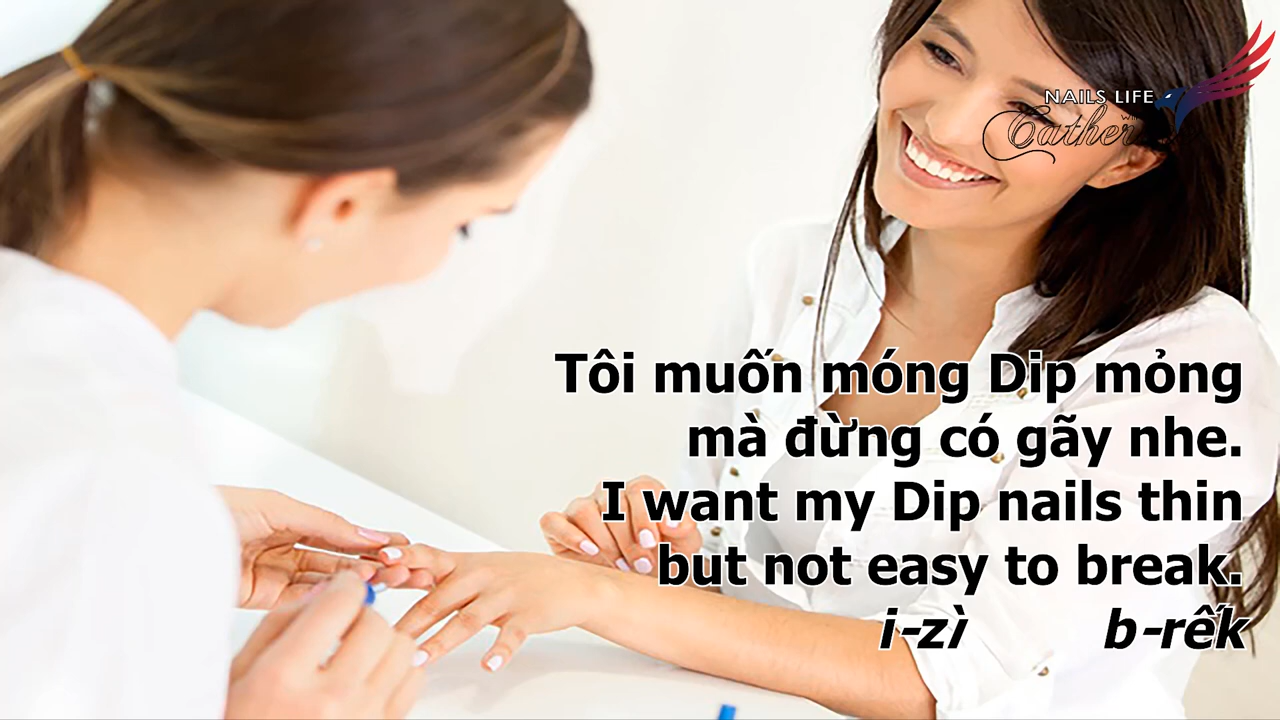 NAILS LIFE
Tôi muốn móng Dip mỏng
mà đừng có gãy nhe.
I want my Dip nails thin
but not easy to break.
i-zì b-rếk